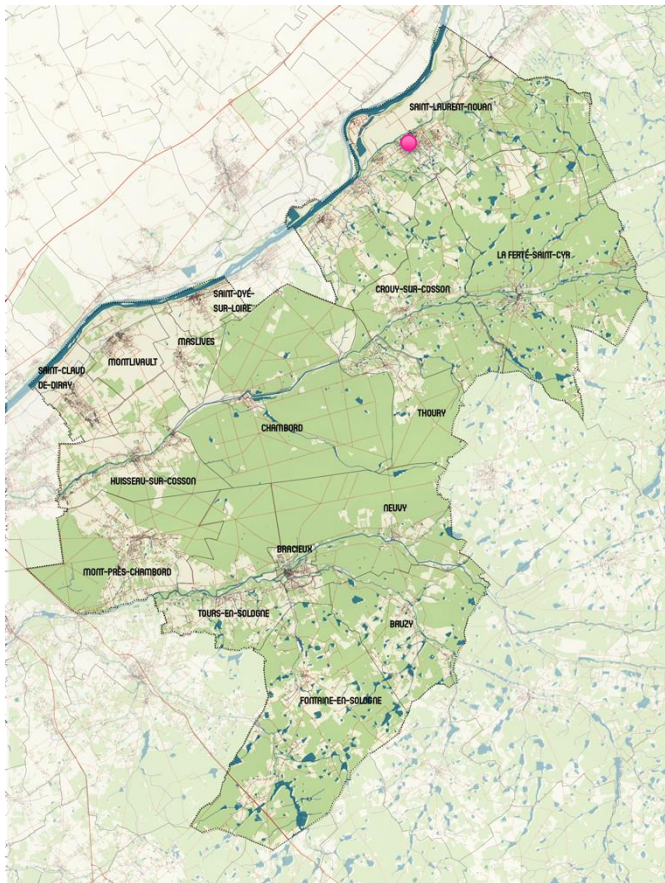 SAINT-LAURENT-NOUAN
LA FERTÉ-SAINT-CYR
CROUY-SUR-COSSON
SAINT-DYÉ-
SUR-LOIRE
MASLIVES
MONTLIVAULT
SAINT-CLAUD
DE-DIRAY
THOURY
CHAMBORD
HUISSEAU-SUR-COSSON
NEUVY
BRACIEUX
MONT-PRÈS-CHAMBORD
TOURS-EN-SOLOGNE
BAUZY
FONTAINE-EN-SOLOGNE